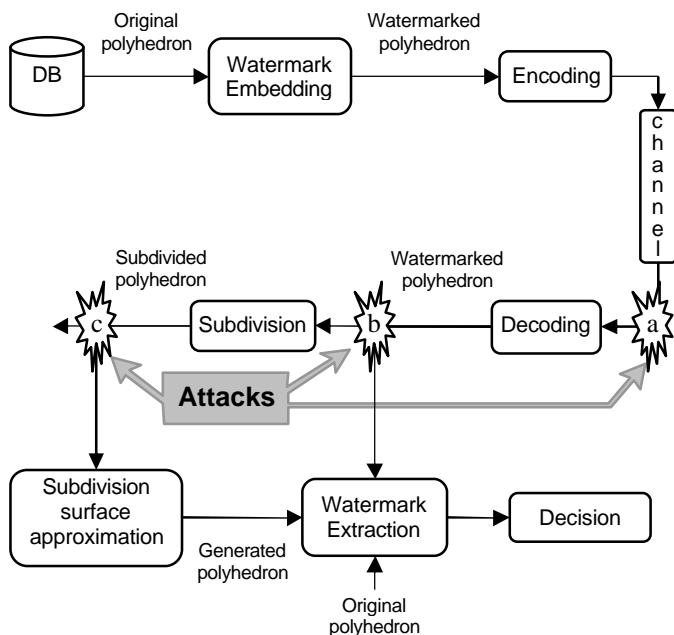 Original
polyhedron
DB
Watermark
Embedding
Watermarked
polyhedron
Encoding
channel
Subdivided
polyhedron
Watermarked
polyhedron
c
Subdivision
b
Decoding
a
Attacks
Subdivision
surface
approximation
Generated
polyhedron
Watermark
Extraction
Decision
Original
polyhedron